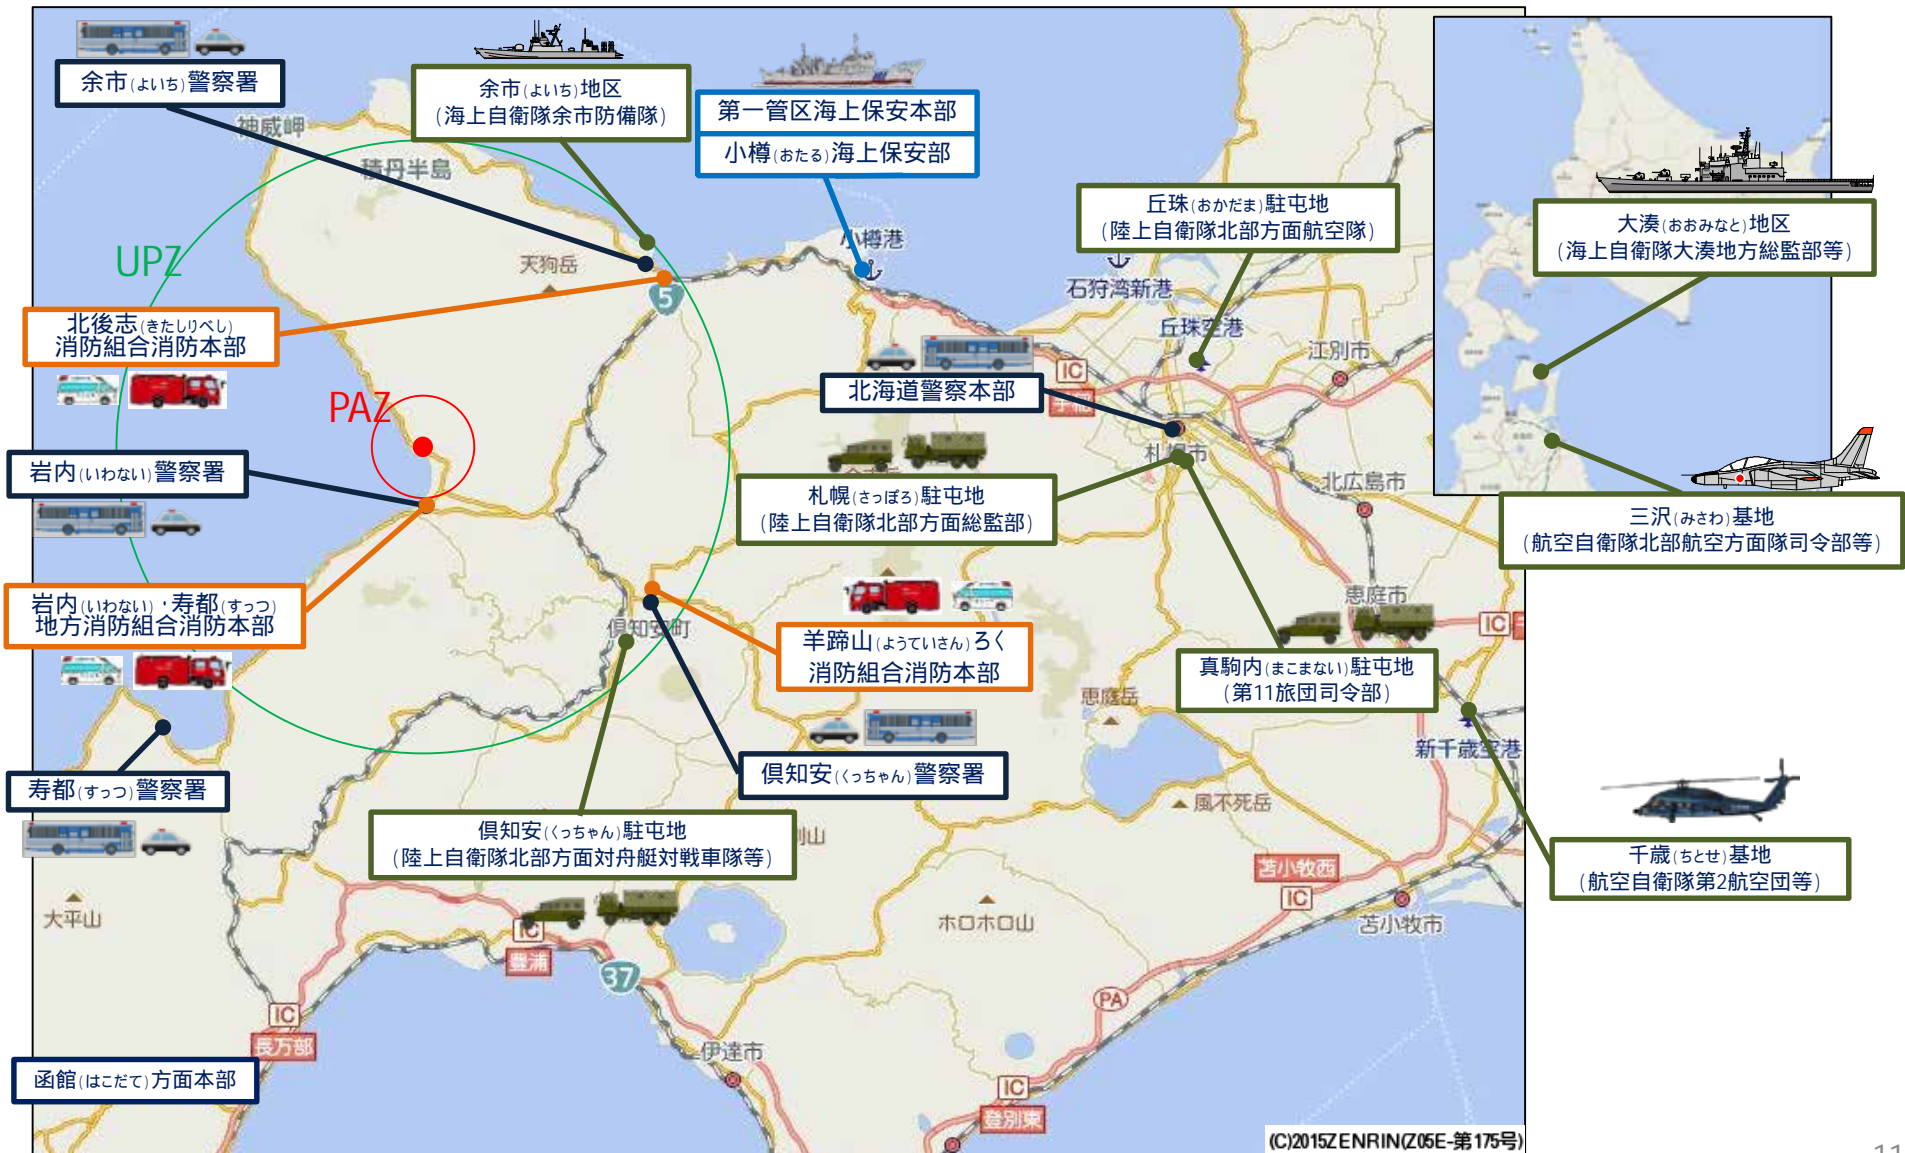 余市(よいち)警察署
余市(よいち)地区
(海上自衛隊余市防備隊)
第一管区海上保安本部
小樽(おたる)海上保安部
神威岬
積丹半島
丘珠(おかだま)駐屯地
(陸上自衛隊北部方面航空隊)
大湊(おおみなと)地区
(海上自衛隊大湊地方総監部等)
小樽港
UPZ
天狗岳
5
石狩湾新港
丘珠空港
江別市
北後志(きたしりべし)
消防組合消防本部
IC
北海道警察本部
PAZ
札幌市
岩内(いわない)警察署
北広島市
札幌(さっぽろ)駐屯地
(陸上自衛隊北部方面総監部)
三沢(みさわ)基地
(航空自衛隊北部航空方面隊司令部等)
岩内(いわない)・寿都(すっつ)
地方消防組合消防本部
恵庭市
IC
倶知安町
羊蹄山(ようていさん)ろく
消防組合消防本部
真駒内(まこまない)駐屯地
(第11旅団司令部)
恵庭岳
新千歳空港
寿都(すっつ)警察署
倶知安(くっちゃん)警察署
風不死岳
倶知安(くっちゃん)駐屯地
(陸上自衛隊北部方面対舟艇対戦車隊等)
別山
千歳(ちとせ)基地
(航空自衛隊第2航空団等)
苫小牧西
IC
大平山
ホロホロ山
苫小牧市
IC
豊浦
37
PA
IC
長万部
伊達市
函館(はこだて)方面本部
IC
登別東
(C)2015ZENRIN(Z05E-第175号)
11